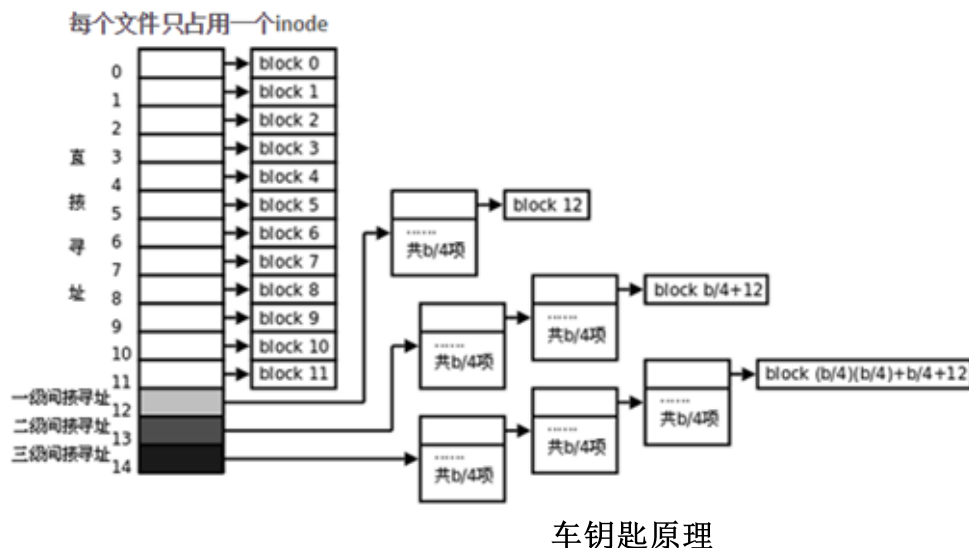 每个文件只占用一个inode
0
1
2
3
4
5
6
7
8
9
10
11
12
13
14
直接寻址
一级间接寻址
二级间接寻址
三级间接寻址
block 0
block 1
block 2
block 3
block 4
block 5
block 6
block 7
block 8
block 9
block 10
block 11
......
共b/4项
block 12
......
共b/4项
......
共b/4项
block b/4+12
......
共b/4项
......
共b/4项
......
共b/4项
block (b/4)(b/4)+b/4+12
车钥匙原理